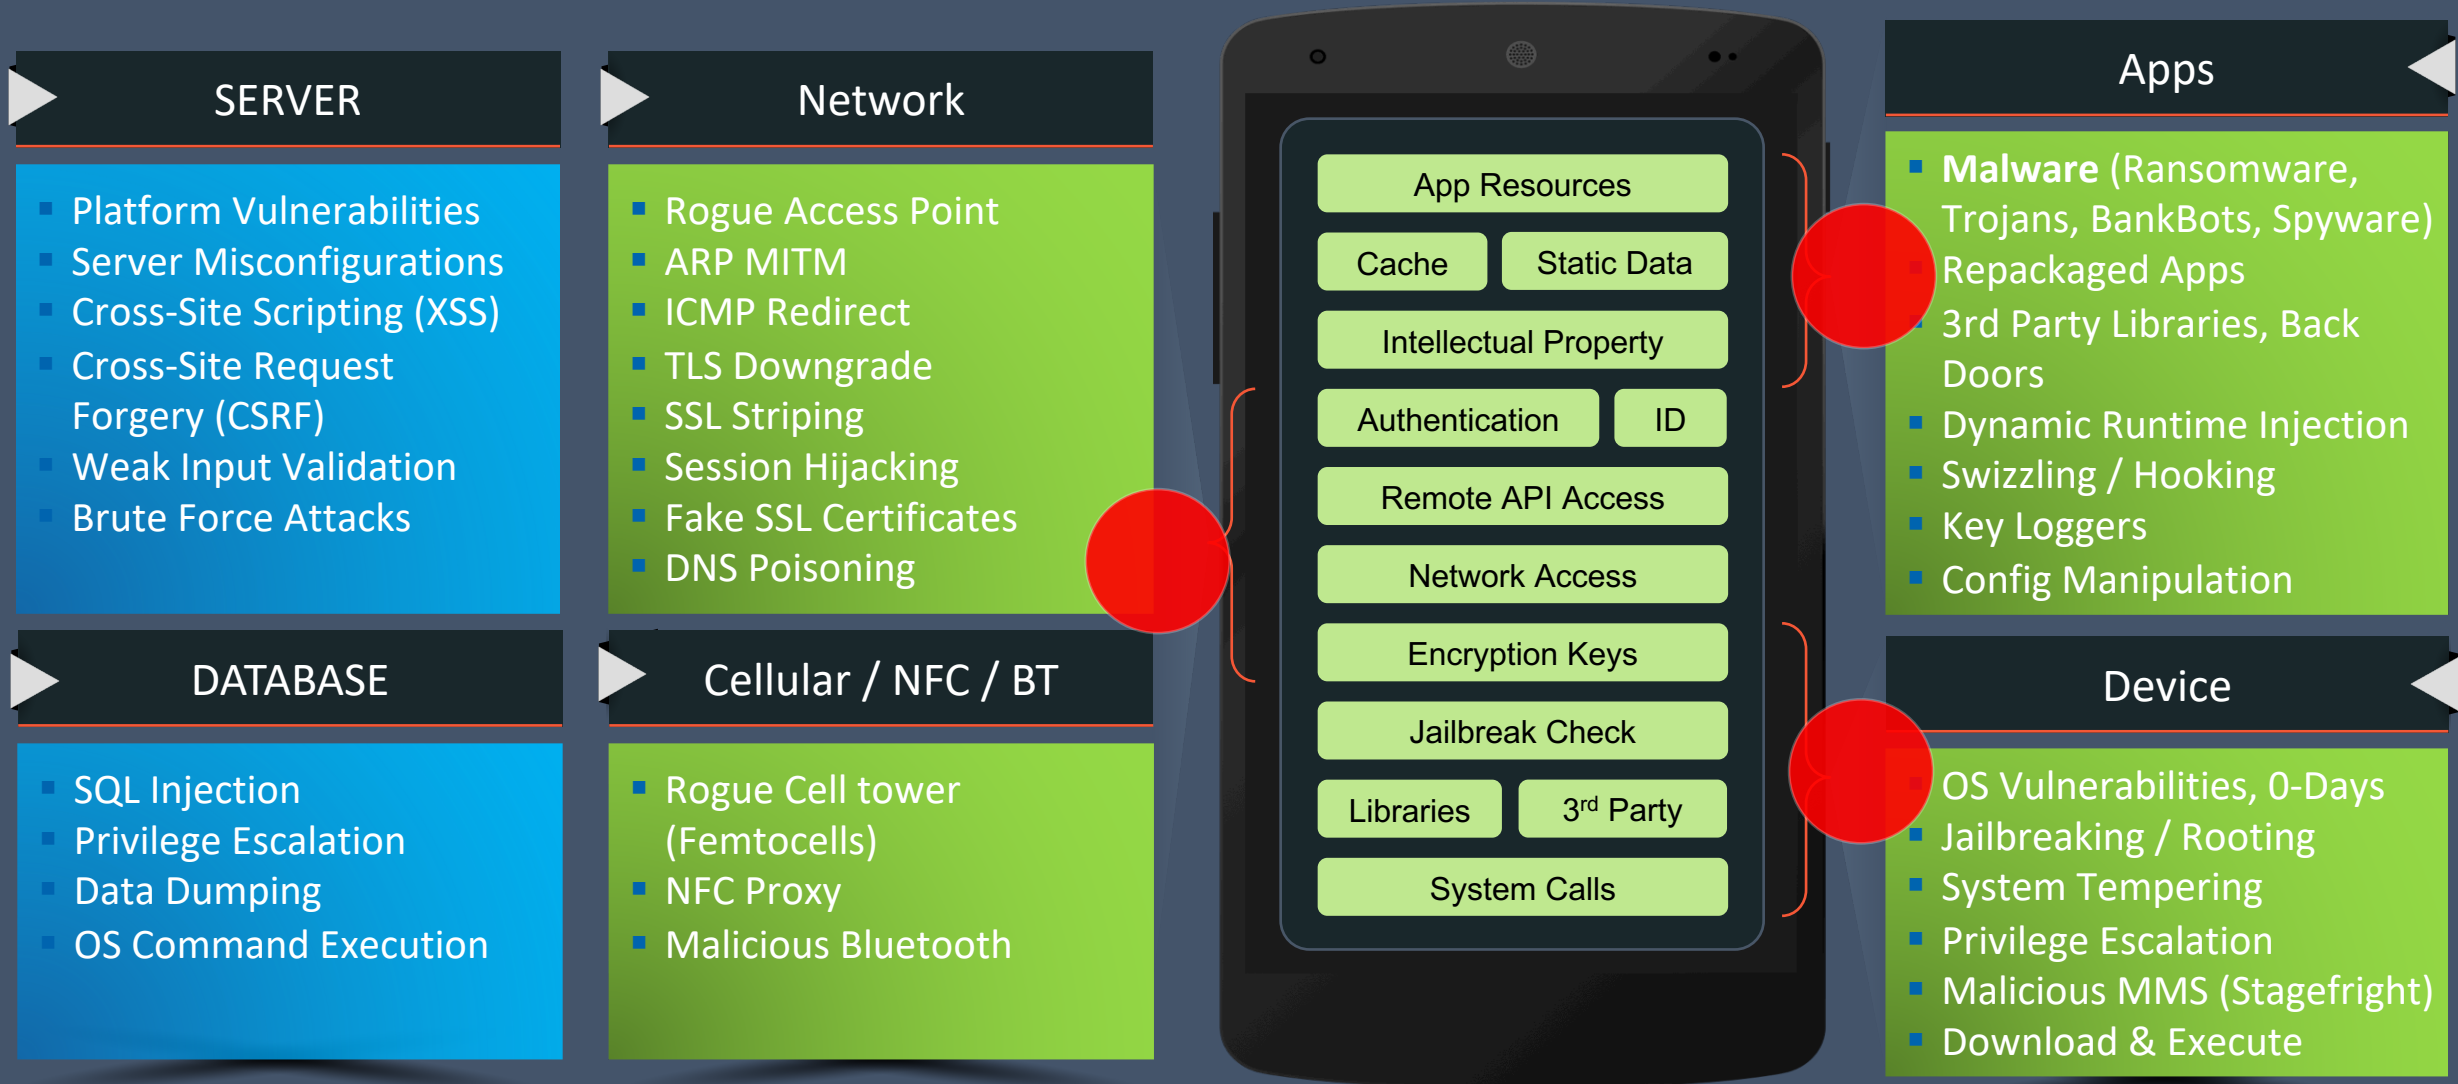 SERVER
Platform Vulnerabilities
Server Misconfigurations
Cross-Site Scripting (XSS)
Cross-Site Request
Forgery (CSRF)
Weak Input Validation
Brute Force Attacks
DATABASE
SQL Injection
Privilege Escalation
Data Dumping
OS Command Execution
Network
Rogue Access Point
ARP MITM
ICMP Redirect
TLS Downgrade
SSL Striping
Session Hijacking
Fake SSL Certificates
DNS Poisoning
Cellular / NFC / BT
Rogue Cell tower
(Femtocells)
NFC Proxy
Malicious Bluetooth
App Resources
Cache Static Data
Intellectual Property
Authentication ID
Remote API Access
Network Access
Encryption Keys
Jailbreak Check
Libraries 3rd Party
System Calls
Apps
Malware (Ransomware,
Trojans, BankBots, Spyware)
Repackaged Apps
3rd Party Libraries, Back
Doors
Dynamic Runtime Injection
Swizzling / Hooking
Key Loggers
Config Manipulation
Device
OS Vulnerabilities, 0-Days
Jailbreaking / Rooting
System Tempering
Privilege Escalation
Malicious MMS (Stagefright)
Download & Execute